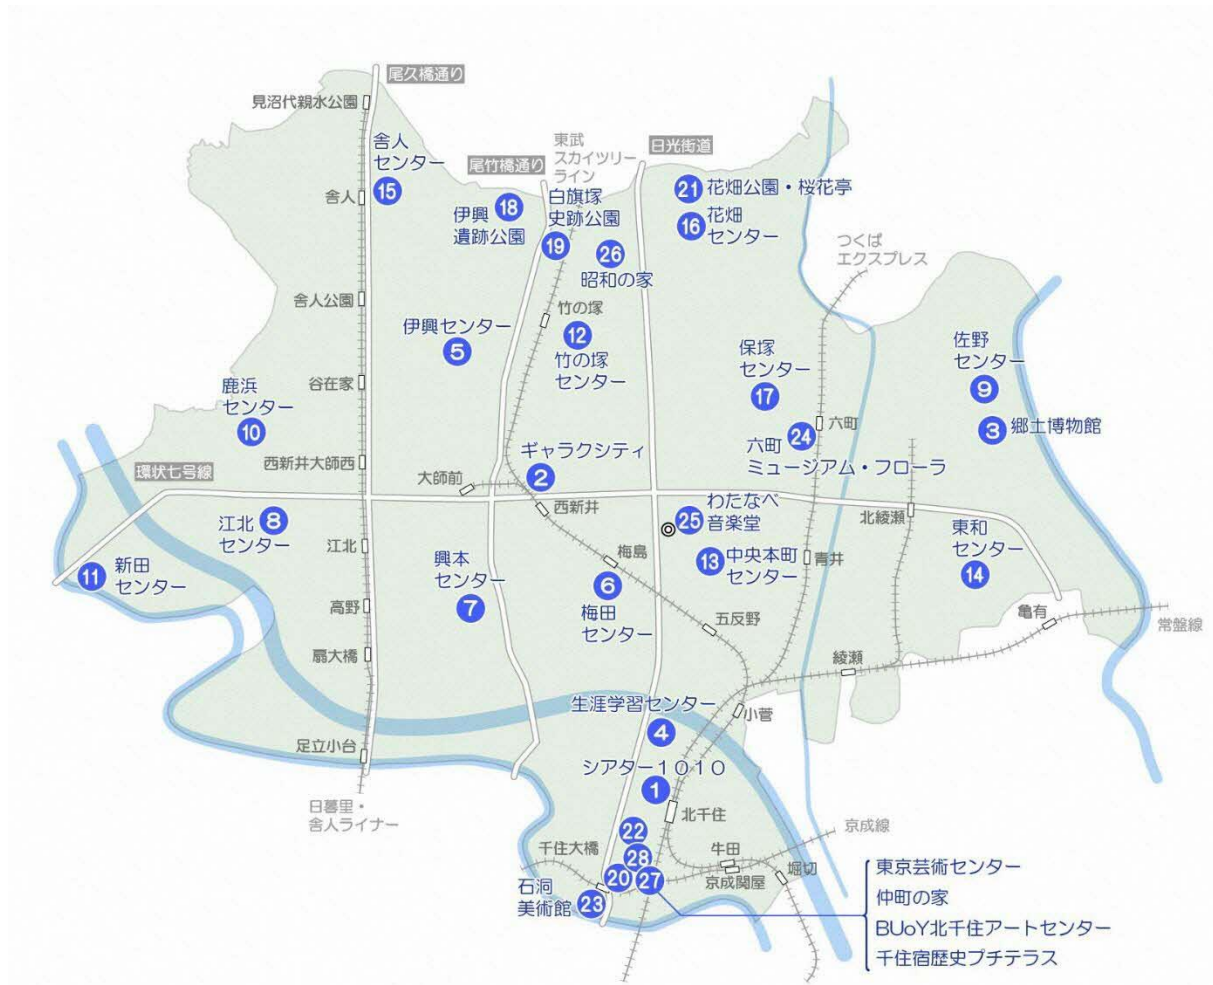 尾久橋通り
見沼代親水公園
舎人
センター
15
舎人
尾竹橋通り
東武
スカイツリー
ライン
日光街道
伊興
遺跡公園
18
白旗塚
史跡公園
19
26
昭和の家
21
花畑公園・桜花亭
16
花畑
センター
つくば
エクスプレス
舎人公園
伊興センター
5
竹の塚
12
竹の塚
センター
保塚
センター
17
佐野
センター
9
谷在家
鹿浜
センター
10
六町
24
六町
ミュージアム・フローラ
3
郷土博物館
環状七号線
西新井大師西
大師前
ギャラクシティ
2
西新井
わたなべ
音楽堂
25
北綾瀬
江北
センター
8
江北
新田
センター
11
興本
センター
7
梅島
6
梅田
センター
13
中央本町
センター
青井
東和
センター
14
高野
扇大橋
五反野
綾瀬
亀有
常盤線
足立小台
生涯学習センター
4
小菅
日暮里・
舎人ライナー
シアター1010
1
北千住
22
28
20
27
千住大橋
石洞
美術館
23
牛田
京成関屋
堀切
京成線
東京芸術センター
仲町の家
BUoY北千住アートセンター
千住宿歴史プチテラス